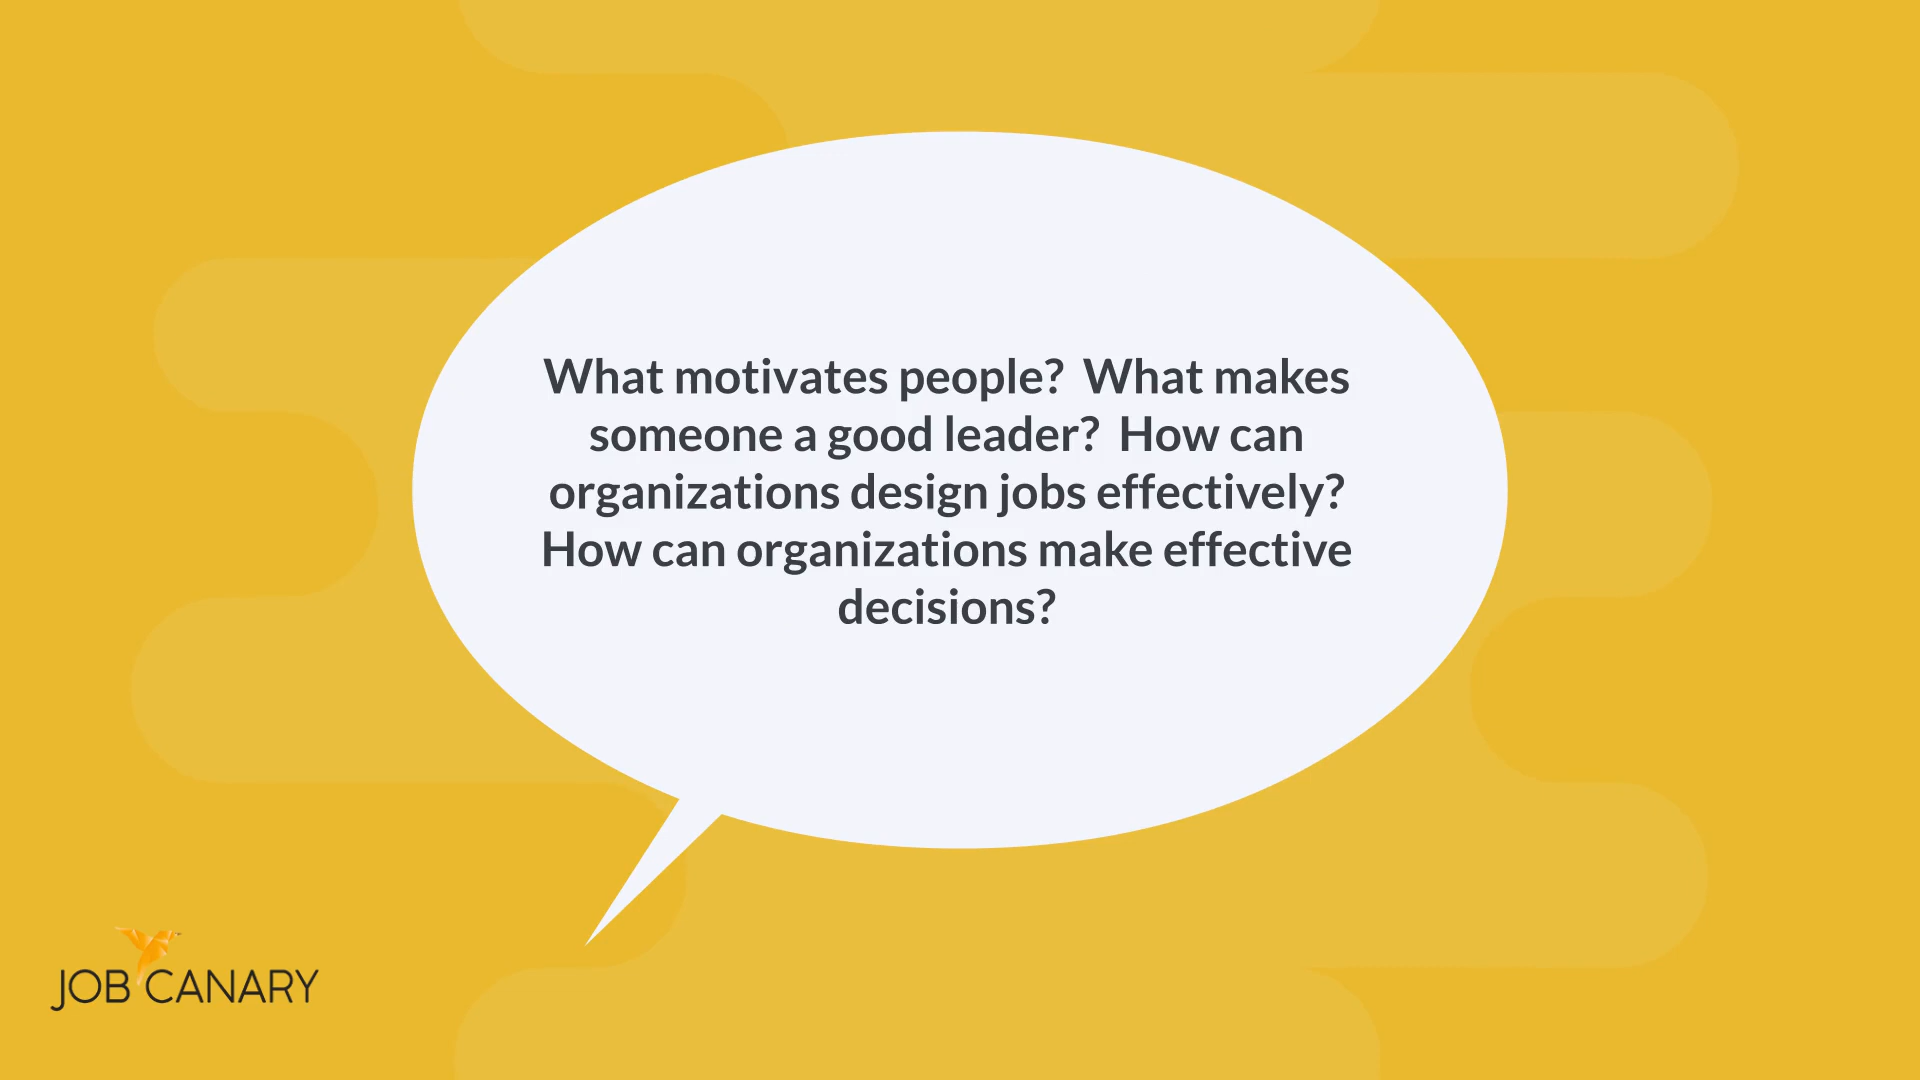 What motivates people?  What makes
someone a good leader?  How can
organizations design jobs effectively?
How can organizations make effective
decisions?
JOB CANARY